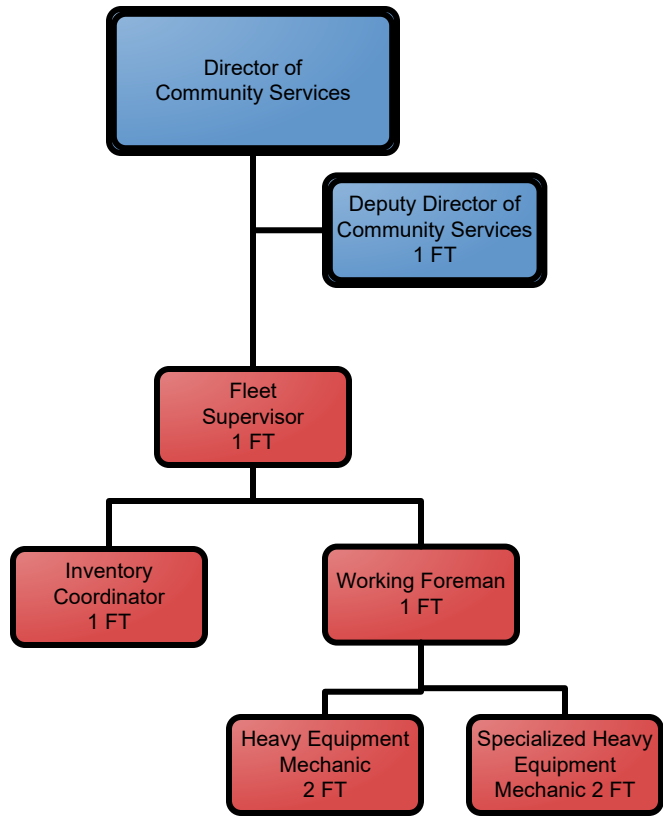 Director of
Community Services
Deputy Director of
Community Services
1 FT
Fleet
Supervisor
1 FT
Inventory
Coordinator
1 FT
Working Foreman
1 FT
Heavy Equipment
Mechanic
2 FT
Specialized Heavy
Equipment
Mechanic 2 FT